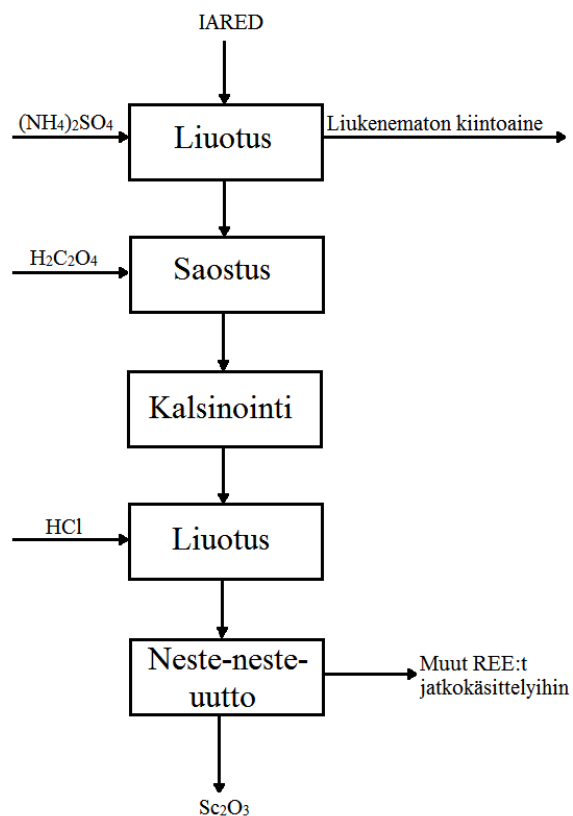 IARED
(NH₄)₂SO₄
Liuotus
Liukenematon kiintoaine
H₂C₂O₄
Saostus
Kalsinointi
HCl
Liuotus
Neste-neste-
uutto
Muut REE:t
jatkokäsittelyihin
Sc₂O₃